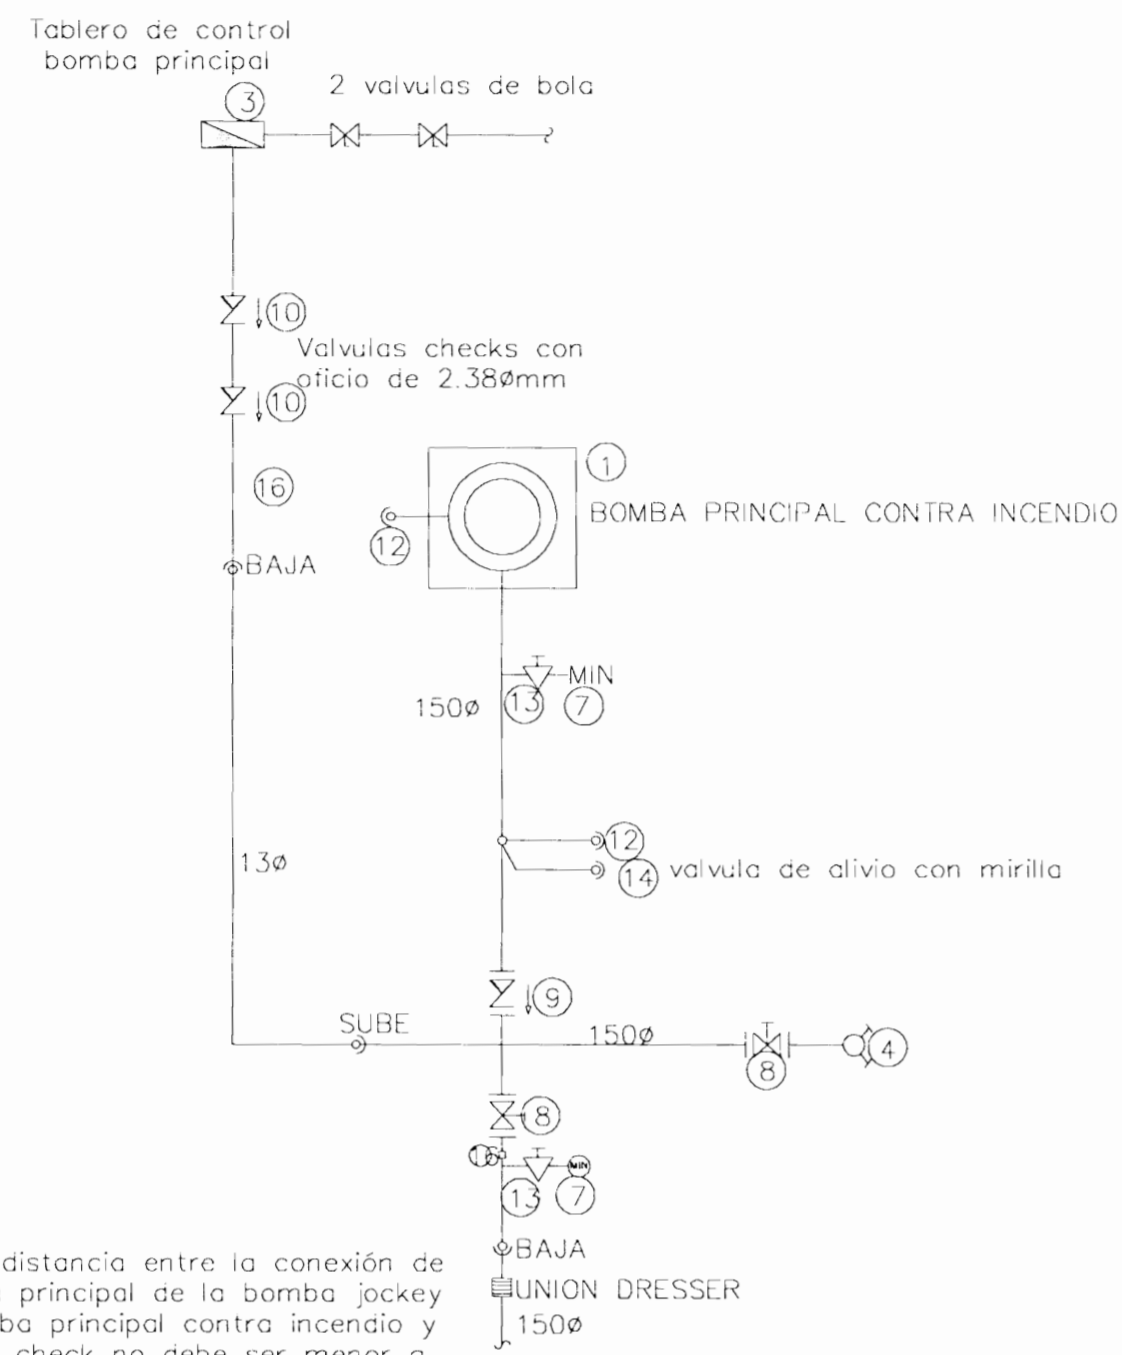 Tablero de control
bomba principal
3
2 valvulas de bola
10
Valvulas checks con
oficio de 2.38ømm
10
1
16
BOMBA PRINCIPAL CONTRA INCENDIO
12
BAJA
MIN
150ø
13
7
12
13ø
14
valvula de alivio con mirilla
9
SUBE
150ø
4
8
8
16
MIN
13
7
BAJA
distancia entre la conexión de
principal de la bomba jockey
UNION DRESSER
ba principal contra incendio y
150ø
check no debe ser menor a